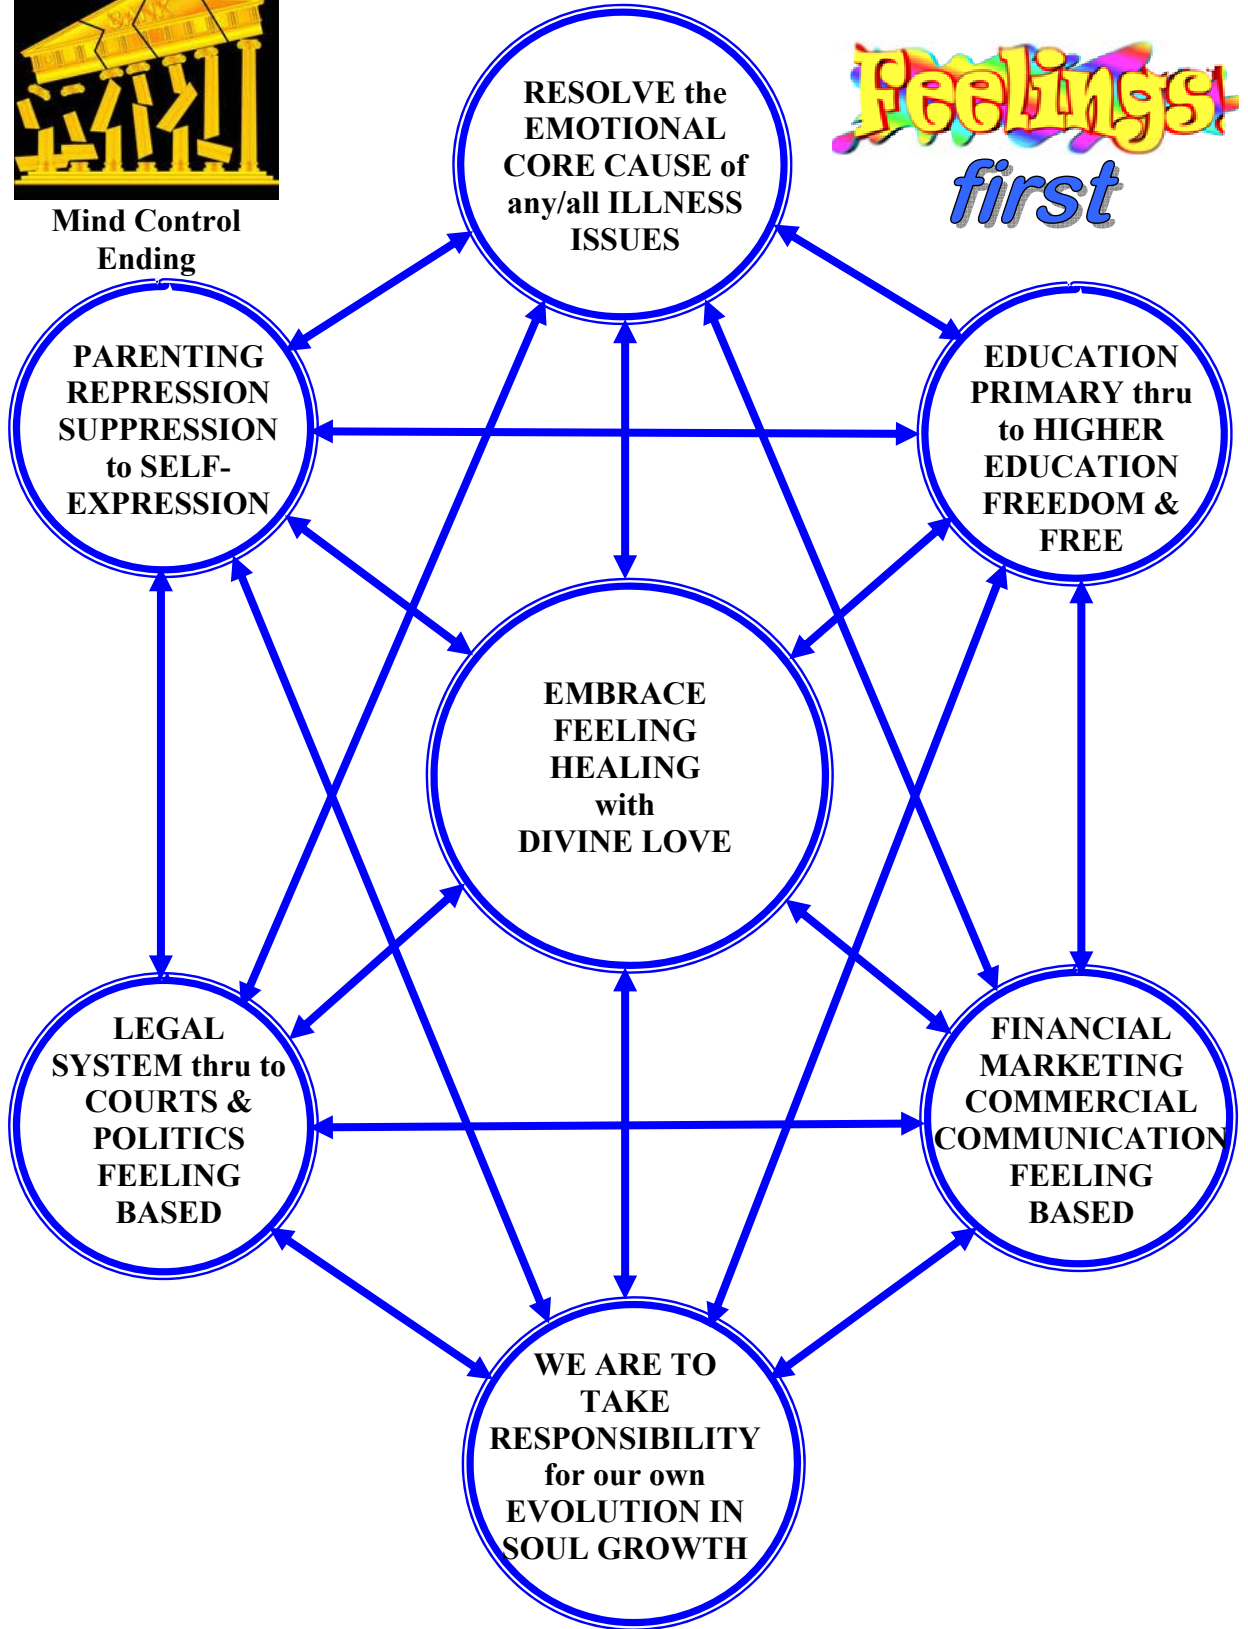 BANK
Mind Control
Ending
Feelings
first
RESOLVE the
EMOTIONAL
CORE CAUSE of
any/all ILLNESS
ISSUES
PARENTING
REPRESSION
SUPPRESSION
to SELF-
EXPRESSION
EDUCATION
PRIMARY thru
to HIGHER
EDUCATION
FREEDOM &
FREE
EMBRACE
FEELING
HEALING
with
DIVINE LOVE
LEGAL
SYSTEM thru to
COURTS &
POLITICS
FEELING
BASED
FINANCIAL
MARKETING
COMMERCIAL
COMMUNICATION
FEELING
BASED
WE ARE TO
TAKE
RESPONSIBILITY
for our own
EVOLUTION IN
SOUL GROWTH